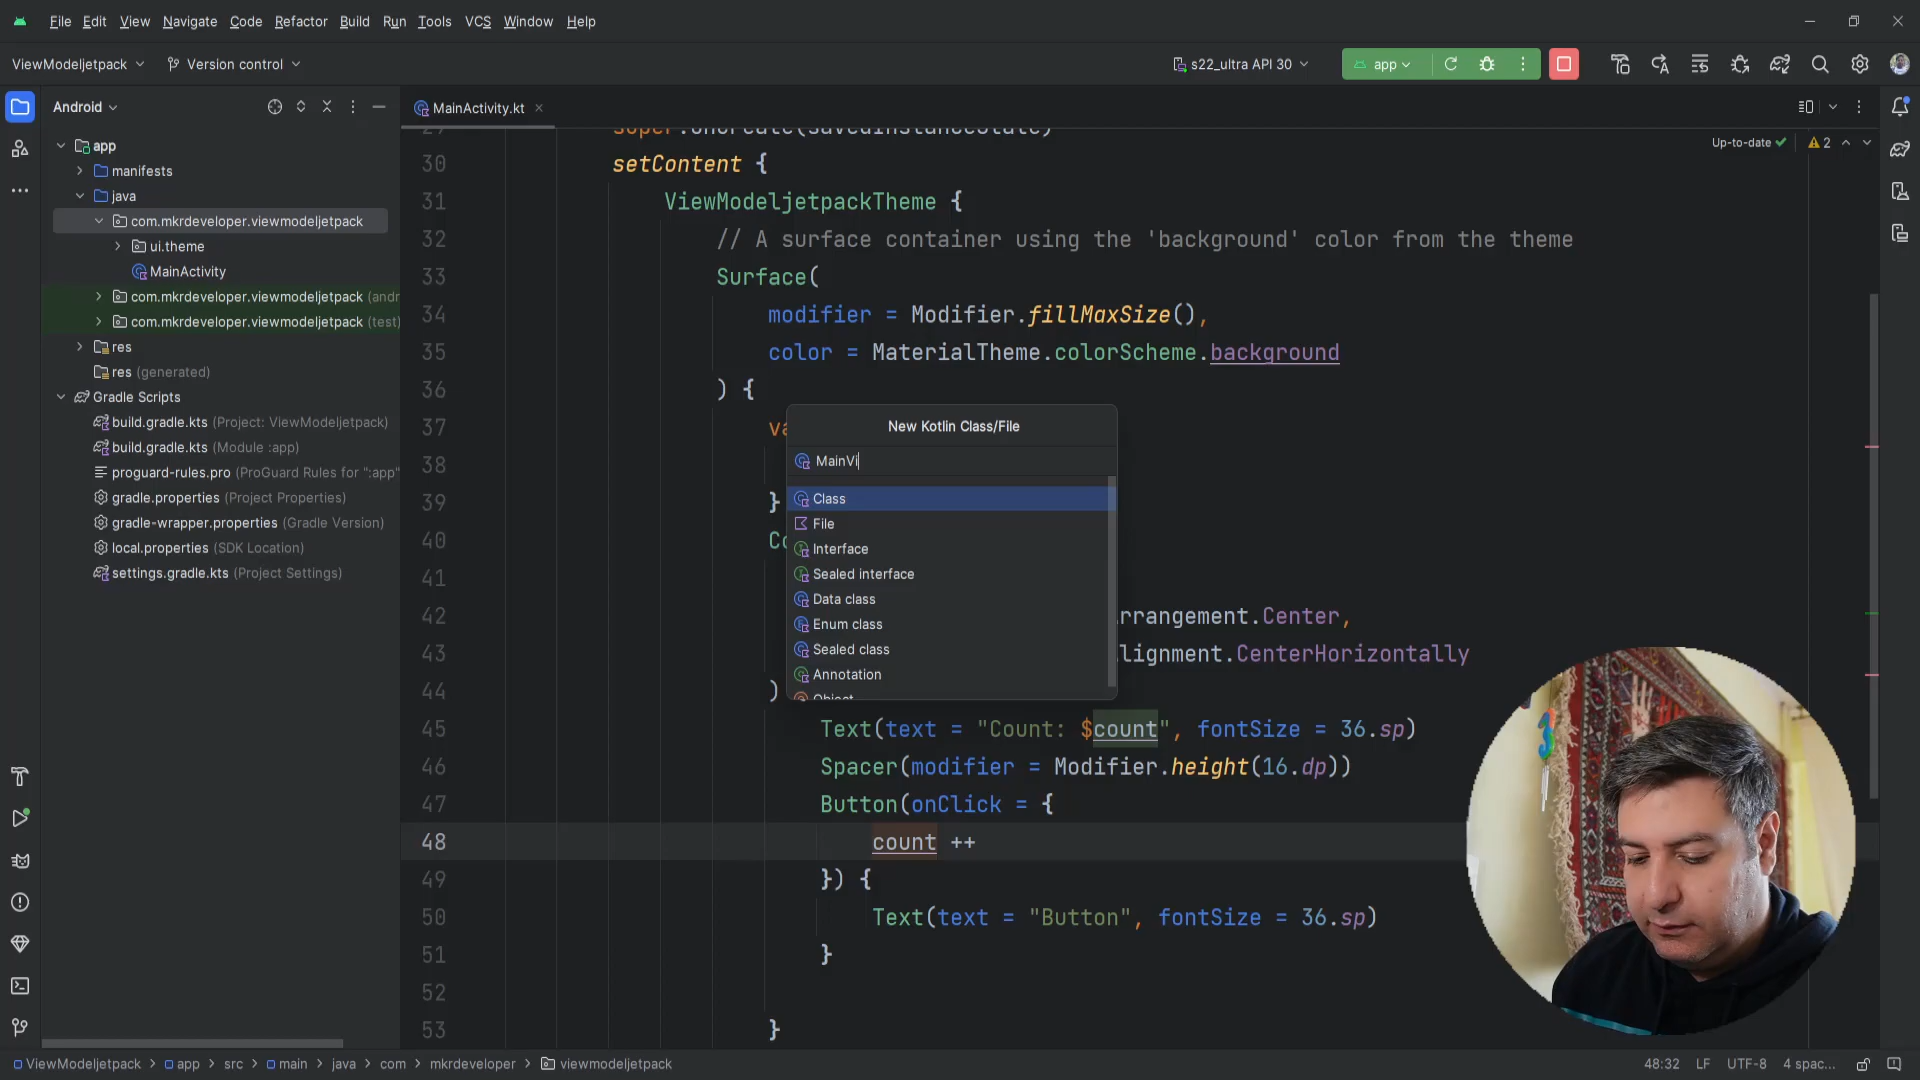 File Edit View Navigate Code Refactor Build Run Tools VCS Window Help
ViewModeljetpack Version control s22_ultra API 30 app
Android MainActivity.kt
Up-to-date 2
app
manifests
java
com.mkrdeveloper.viewmodeljetpack
ui.theme
MainActivity
com.mkrdeveloper.viewmodeljetpack (andr
com.mkrdeveloper.viewmodeljetpack (test)
res
res (generated)
Gradle Scripts
build.gradle.kts (Project: ViewModeljetpack)
build.gradle.kts (Module :app)
proguard-rules.pro (ProGuard Rules for ":app"
gradle.properties (Project Properties)
gradle-wrapper.properties (Gradle Version)
local.properties (SDK Location)
settings.gradle.kts (Project Settings)
29 super.onCreate(savedInstanceState)
30 setContent {
31 ViewModeljetpackTheme {
32 // A surface container using the 'background' color from the theme
33 Surface(
34 modifier = Modifier.fillMaxSize(),
35 color = MaterialTheme.colorScheme.background
36 ) {
37 va
38
39 }
40 Co
41
42 rrangement.Center,
43 lignment.CenterHorizontally
44 )
45 Text(text = "Count: $count", fontSize = 36.sp)
46 Spacer(modifier = Modifier.height(16.dp))
47 Button(onClick = {
48 count ++
49 }) {
50 Text(text = "Button", fontSize = 36.sp)
51 }
52
53 }
New Kotlin Class/File
MainVi
Class
File
Interface
Sealed interface
Data class
Enum class
Sealed class
Annotation
Object
ViewModeljetpack > app > src > main > java > com > mkrdeveloper > viewmodeljetpack
48:32 LF UTF-8 4 spac...